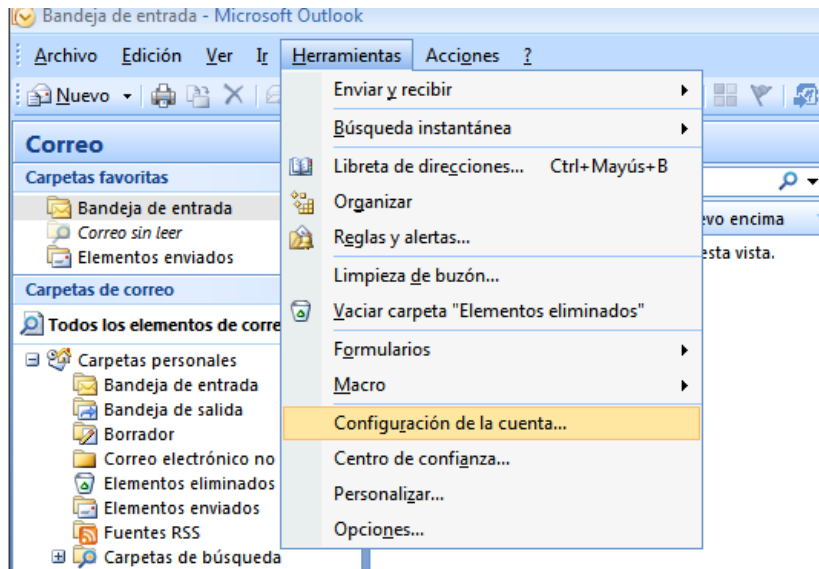 Bandeja de entrada - Microsoft Outlook
Archivo Edición Ver Ir Herramientas Acciones ?
Nuevo
Correo
Carpetas favoritas
Bandeja de entrada
Correo sin leer
Elementos enviados
Carpetas de correo
Todos los elementos de corre
Carpetas personales
Bandeja de entrada
Bandeja de salida
Borrador
Correo electrónico no
Elementos eliminados
Elementos enviados
Fuentes RSS
Carpetas de búsqueda
Enviar y recibir
Búsqueda instantánea
Libreta de direcciones... Ctrl+Mayús+B
Organizar
Reglas y alertas...
Limpieza de buzón...
Vaciar carpeta "Elementos eliminados"
Formularios
Macro
Configuración de la cuenta...
Centro de confianza...
Personalizar...
Opciones...
evo encima
esta vista.